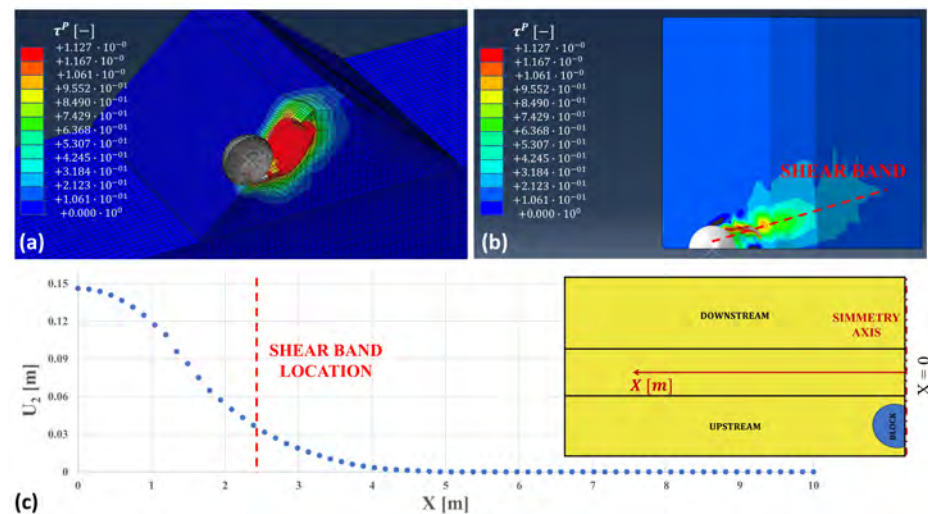 τᴾ [−]
+1.127 · 10⁻⁰
+1.167 · 10⁻⁰
+1.061 · 10⁻⁰
+9.552 · 10⁻⁰¹
+8.490 · 10⁻⁰¹
+7.429 · 10⁻⁰¹
+6.368 · 10⁻⁰¹
+5.307 · 10⁻⁰¹
+4.245 · 10⁻⁰¹
+3.184 · 10⁻⁰¹
+2.123 · 10⁻⁰¹
+1.061 · 10⁻⁰¹
+0.000 · 10⁰
(a)
τᴾ [−]
+1.127 · 10⁻⁰
+1.167 · 10⁻⁰
+1.061 · 10⁻⁰
+9.552 · 10⁻⁰¹
+8.490 · 10⁻⁰¹
+7.429 · 10⁻⁰¹
+6.368 · 10⁻⁰¹
+5.307 · 10⁻⁰¹
+4.245 · 10⁻⁰¹
+3.184 · 10⁻⁰¹
+2.123 · 10⁻⁰¹
+1.061 · 10⁻⁰¹
+0.000 · 10⁰
SHEAR BAND
(b)
0.15
0.12
0.09
0.06
0.03
0
U₂ [m]
SHEAR BAND
LOCATION
DOWNSTREAM
SIMMETRY
AXIS
X [m]
X = 0
UPSTREAM
BLOCK
0 1 2 3 4 5 6 7 8 9 10
X [m]
(c)